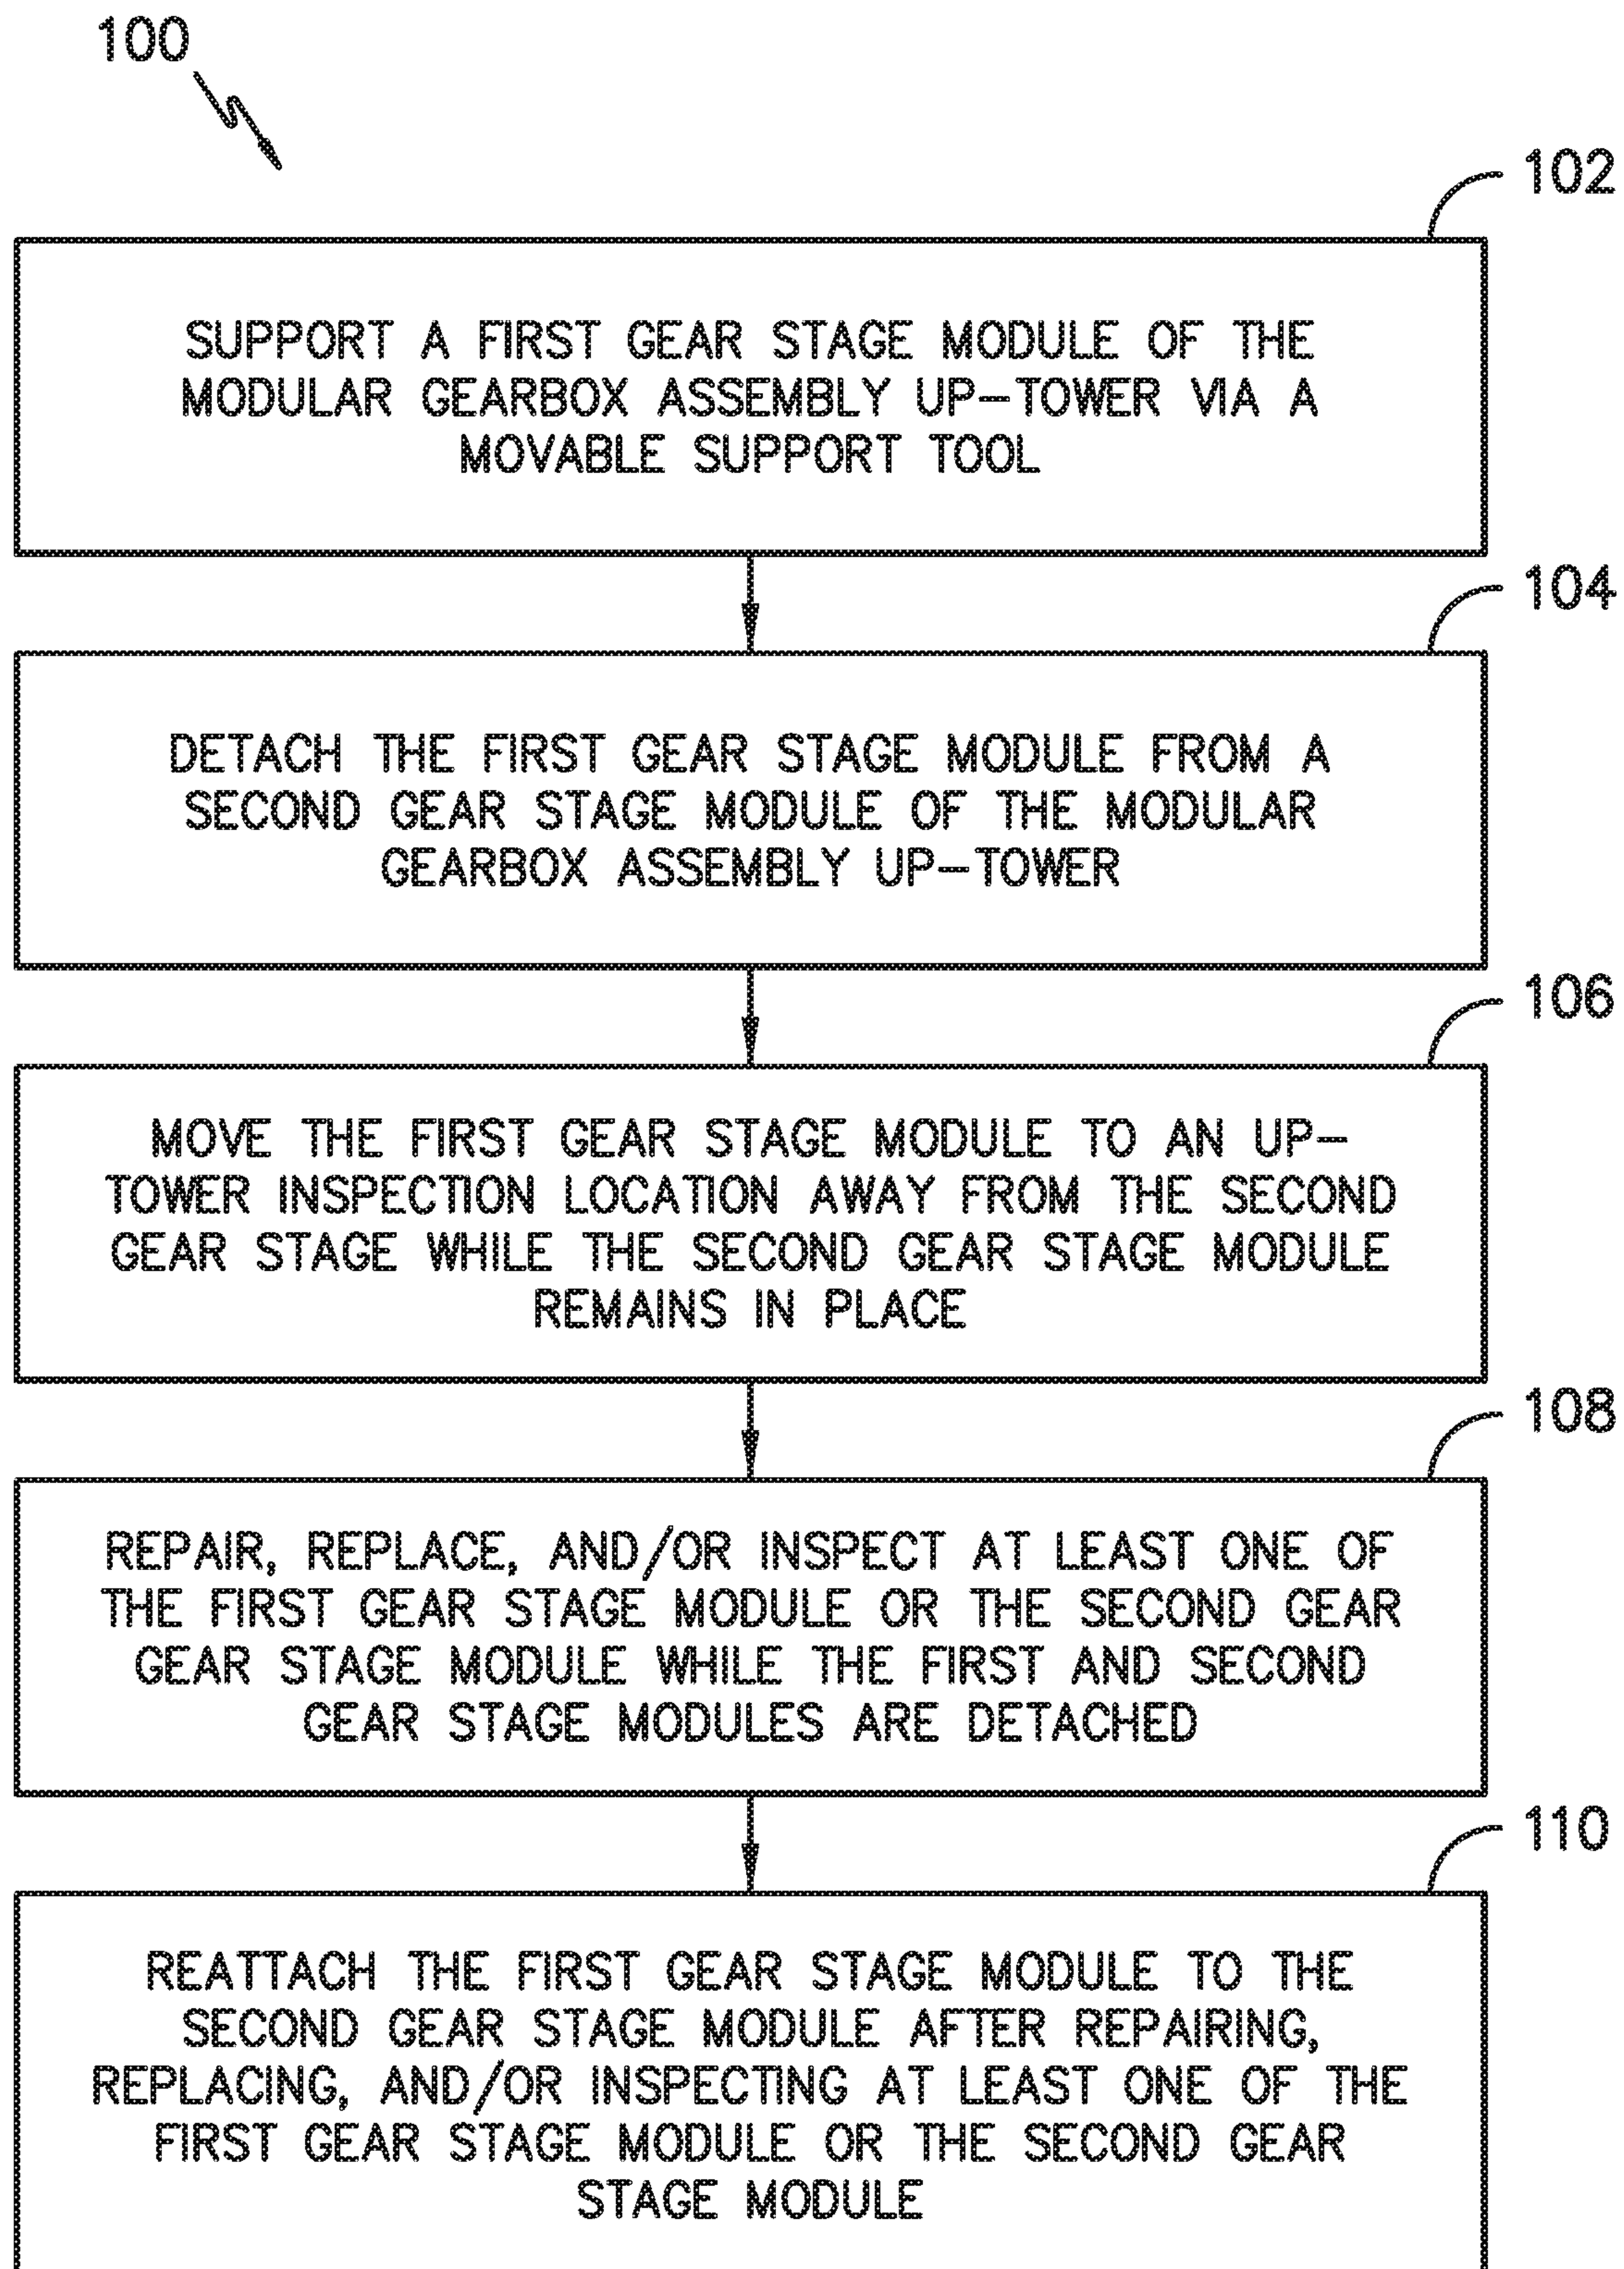 100
102
SUPPORT A FIRST GEAR STAGE MODULE OF THE
MODULAR GEARBOX ASSEMBLY UP-TOWER VIA A
MOVABLE SUPPORT TOOL
104
DETACH THE FIRST GEAR STAGE MODULE FROM A
SECOND GEAR STAGE MODULE OF THE MODULAR
GEARBOX ASSEMBLY UP-TOWER
106
MOVE THE FIRST GEAR STAGE MODULE TO AN UP-
TOWER INSPECTION LOCATION AWAY FROM THE SECOND
GEAR STAGE WHILE THE SECOND GEAR STAGE MODULE
REMAINS IN PLACE
108
REPAIR, REPLACE, AND/OR INSPECT AT LEAST ONE OF
THE FIRST GEAR STAGE MODULE OR THE SECOND GEAR
GEAR STAGE MODULE WHILE THE FIRST AND SECOND
GEAR STAGE MODULES ARE DETACHED
110
REATTACH THE FIRST GEAR STAGE MODULE TO THE
SECOND GEAR STAGE MODULE AFTER REPAIRING,
REPLACING, AND/OR INSPECTING AT LEAST ONE OF THE
FIRST GEAR STAGE MODULE OR THE SECOND GEAR
STAGE MODULE